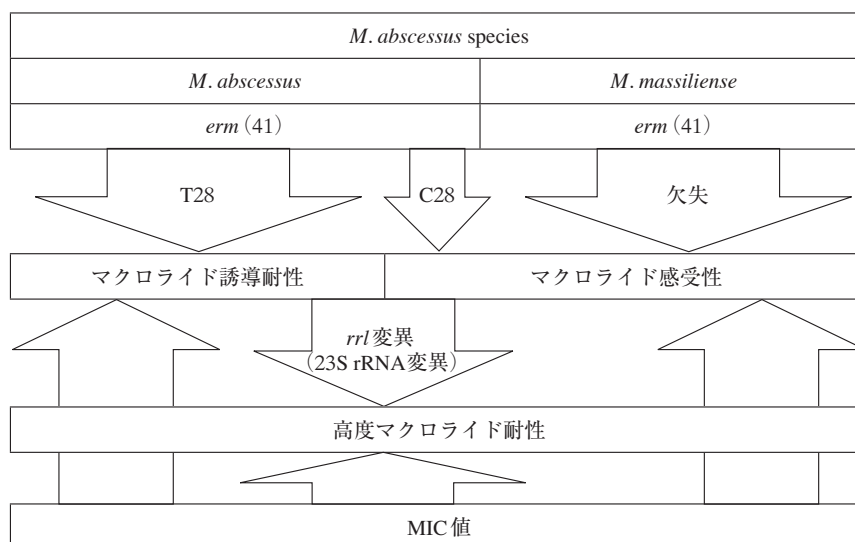 M. abscessus species
M. abscessus
M. massiliense
erm (41)
erm (41)
T28
C28
欠失
マクロライド誘導耐性
マクロライド感受性
rrl変異
(23S rRNA変異)
高度マクロライド耐性
MIC値